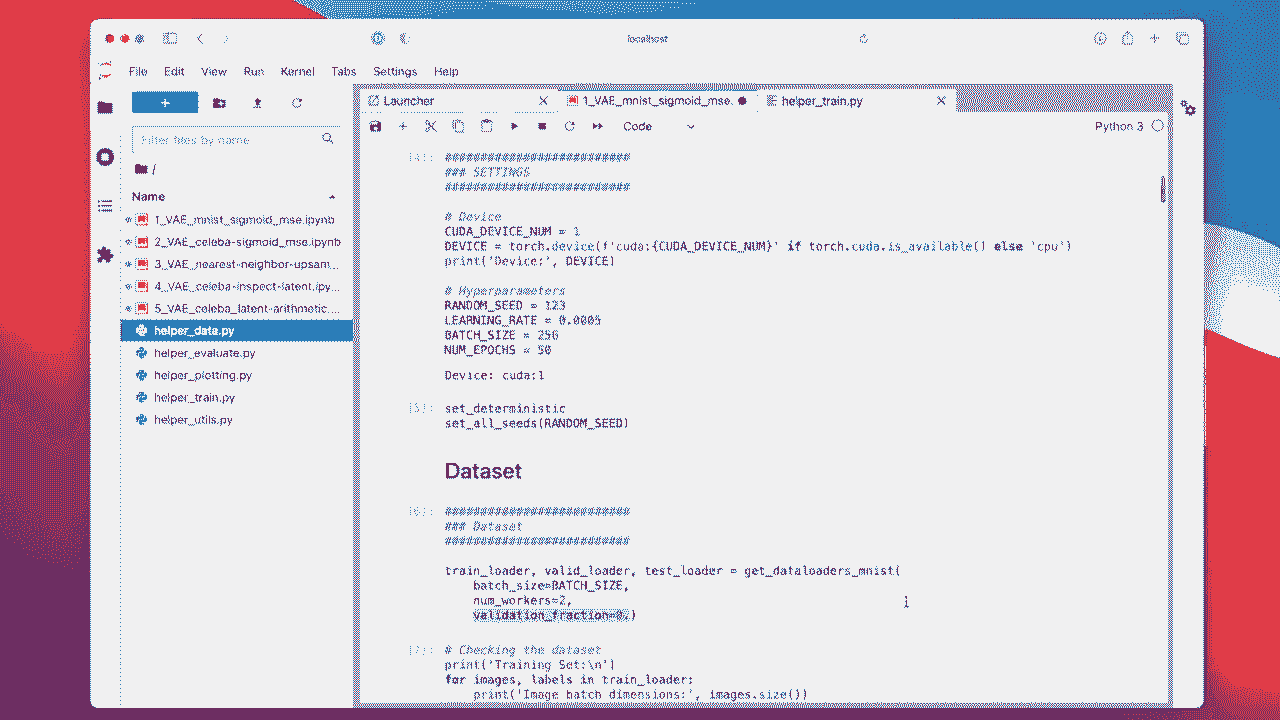 localhost
File Edit View Run Kernel Tabs Settings Help
Launcher
1_VAE_mnist_sigmoid_mse.
helper_train.py
Filter files by name
Code
Python 3
/
Name
1_VAE_mnist_sigmoid_mse.ipynb
2_VAE_celeba-sigmoid_mse.ipynb
3_VAE_nearest-neighbor-upsam...
4_VAE_celeba-inspect-latent.ipy...
5_VAE_celeba_latent-arithmetic....
helper_data.py
helper_evaluate.py
helper_plotting.py
helper_train.py
helper_utils.py
[4]: ##########################
### SETTINGS
##########################
# Device
CUDA_DEVICE_NUM = 1
DEVICE = torch.device(f'cuda:{CUDA_DEVICE_NUM}' if torch.cuda.is_available() else 'cpu')
print('Device:', DEVICE)
# Hyperparameters
RANDOM_SEED = 123
LEARNING_RATE = 0.0005
BATCH_SIZE = 256
NUM_EPOCHS = 50
Device: cuda:1
[5]: set_deterministic
set_all_seeds(RANDOM_SEED)
Dataset
[6]: ##########################
### Dataset
##########################
train_loader, valid_loader, test_loader = get_dataloaders_mnist(
batch_size=BATCH_SIZE,
num_workers=2,
validation_fraction=0.)
[7]: # Checking the dataset
print('Training Set:\n')
for images, labels in train_loader:
print('Image batch dimensions:', images.size())